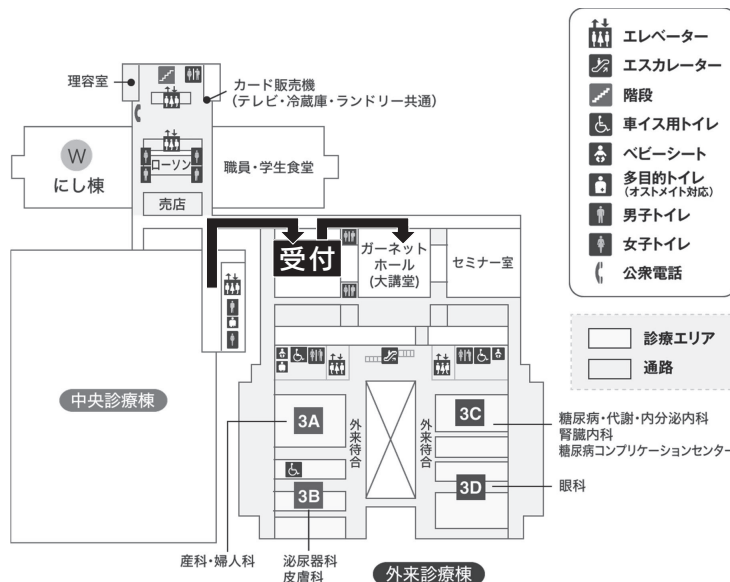 理容室
カード販売機
(テレビ・冷蔵庫・ランドリー共通)
W
にし棟
ローソン
職員・学生食堂
売店
受付
ガーネット
ホール
(大講堂)
セミナー室
中央診療棟
3A
外来待合
外来待合
3C
糖尿病・代謝・内分泌内科
腎臓内科
糖尿病コンプリケーションセンター
3B
3D
眼科
産科・婦人科
泌尿器科
皮膚科
外来診療棟
エレベーター
エスカレーター
階段
車イス用トイレ
ベビーシート
多目的トイレ
(オストメイト対応)
男子トイレ
女子トイレ
公衆電話
診療エリア
通路